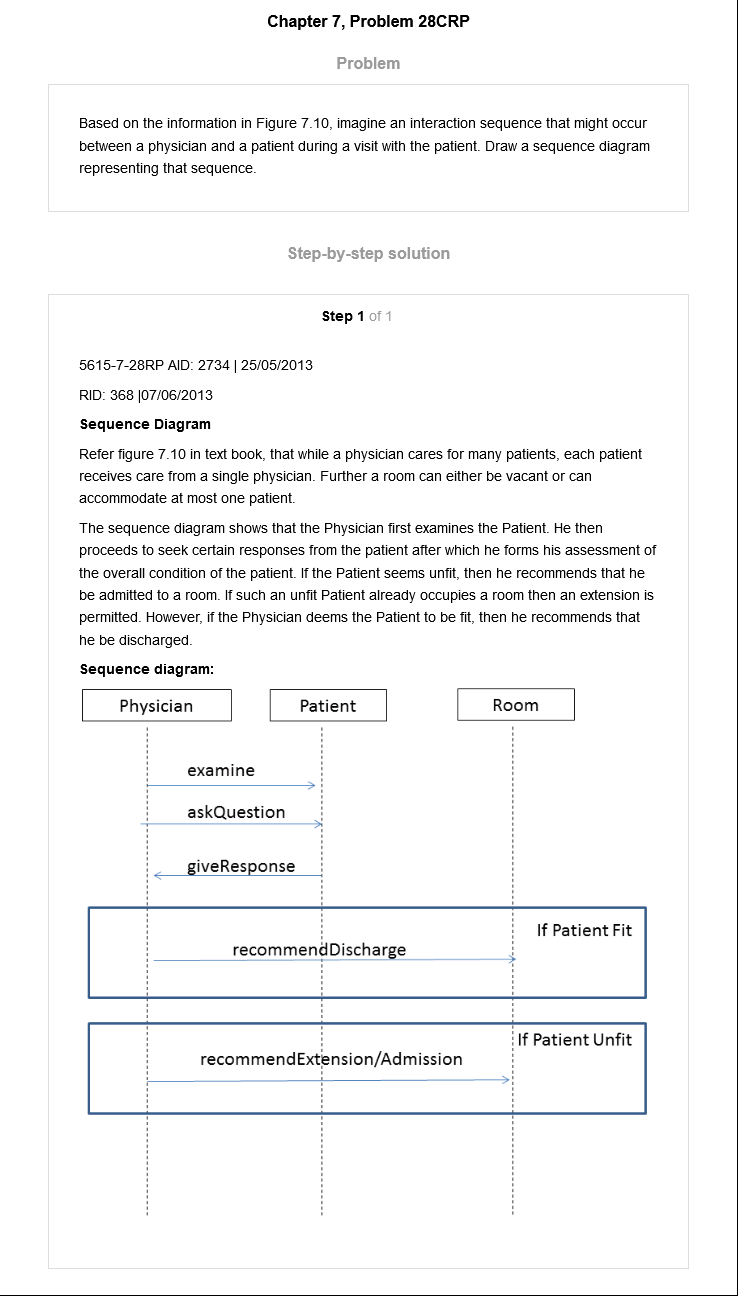 Chapter 7, Problem 28CRP
Problem
Based on the information in Figure 7.10, imagine an interaction sequence that might occur
between a physician and a patient during a visit with the patient. Draw a sequence diagram
representing that sequence.
Step-by-step solution
Step 1 of 1
5615-7-28RP AID: 2734 | 25/05/2013
RID: 368 |07/06/2013
Sequence Diagram
Refer figure 7.10 in text book, that while a physician cares for many patients, each patient
receives care from a single physician. Further a room can either be vacant or can
accommodate at most one patient.
The sequence diagram shows that the Physician first examines the Patient. He then
proceeds to seek certain responses from the patient after which he forms his assessment of
the overall condition of the patient. If the Patient seems unfit, then he recommends that he
be admitted to a room. If such an unfit Patient already occupies a room then an extension is
permitted. However, if the Physician deems the Patient to be fit, then he recommends that
he be discharged.
Sequence diagram:
Physician Patient Room
examine
askQuestion
giveResponse
If Patient Fit
recommendDischarge
If Patient Unfit
recommendExtension/Admission